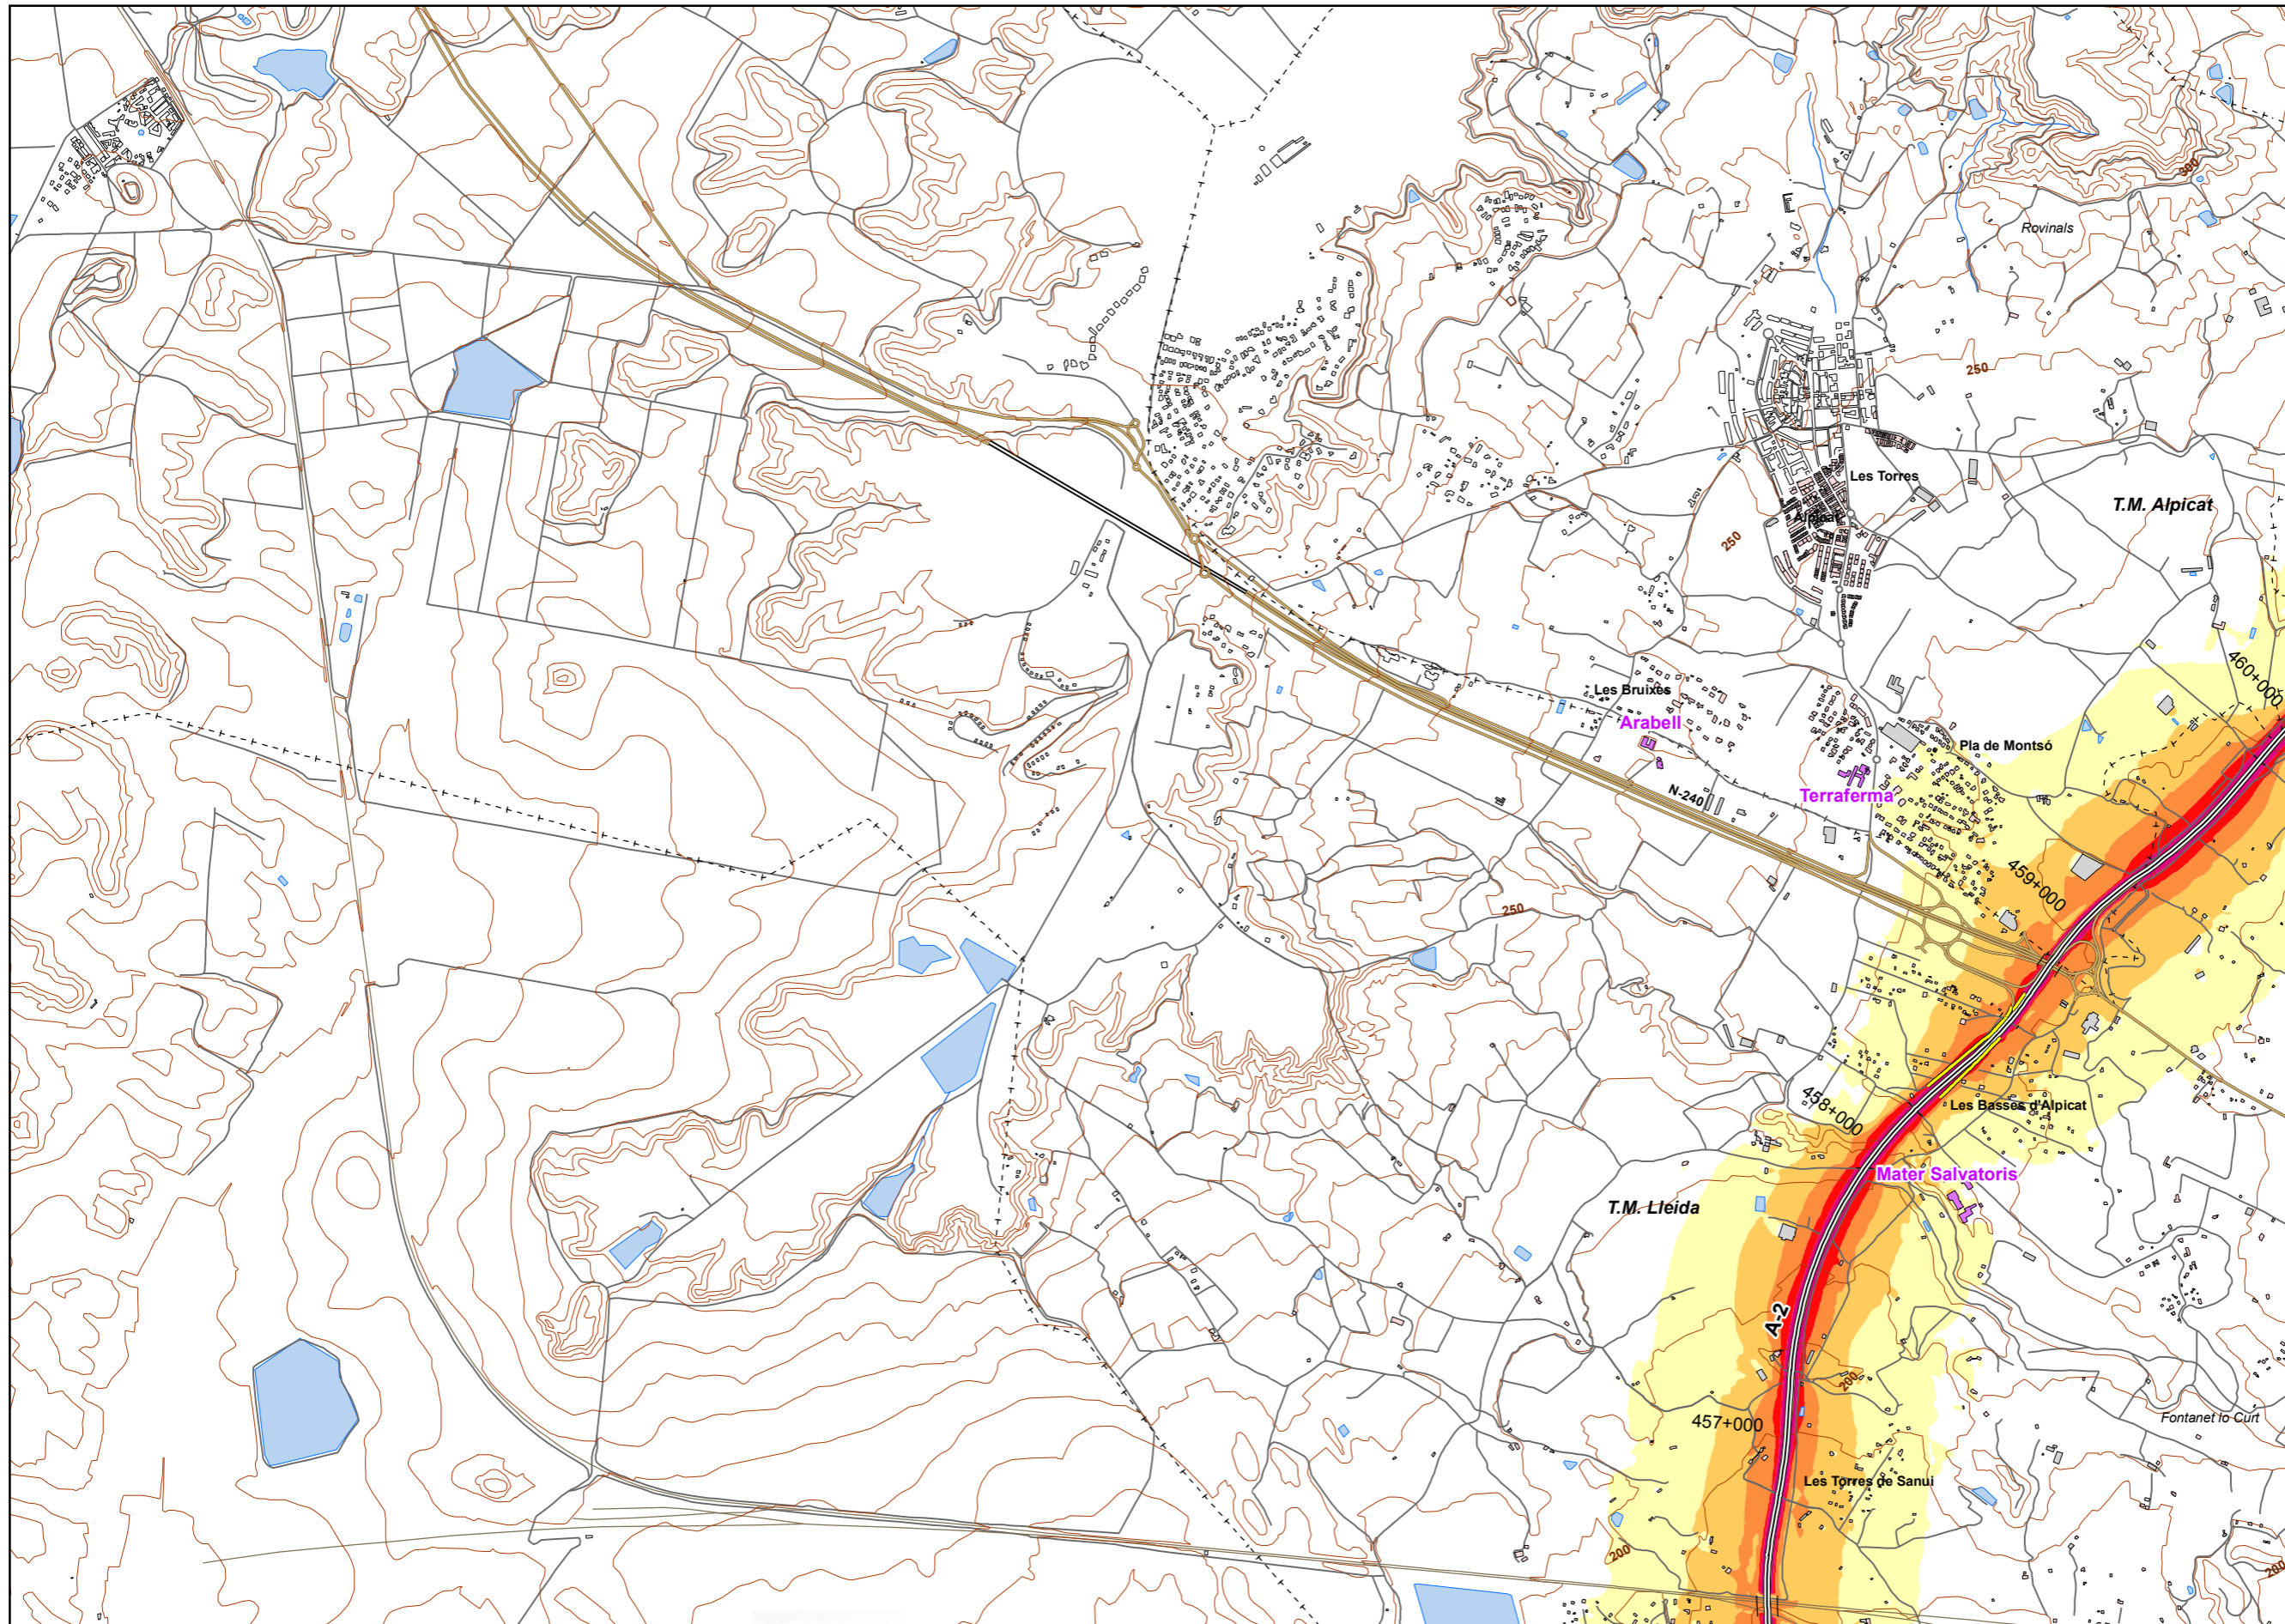 300
Rovinals
250
Les Torres
T.M. Alpicat
Alpicat
250
460+000
Les Bruixes
Arabell
Pla de Montsó
N-240
Terraferma
459+000
250
458+000
Les Basses d'Alpicat
Mater Salvatoris
T.M. Lleida
A-2
200
457+000
Fontanet lo Curt
Les Torres de Sanui
200
200